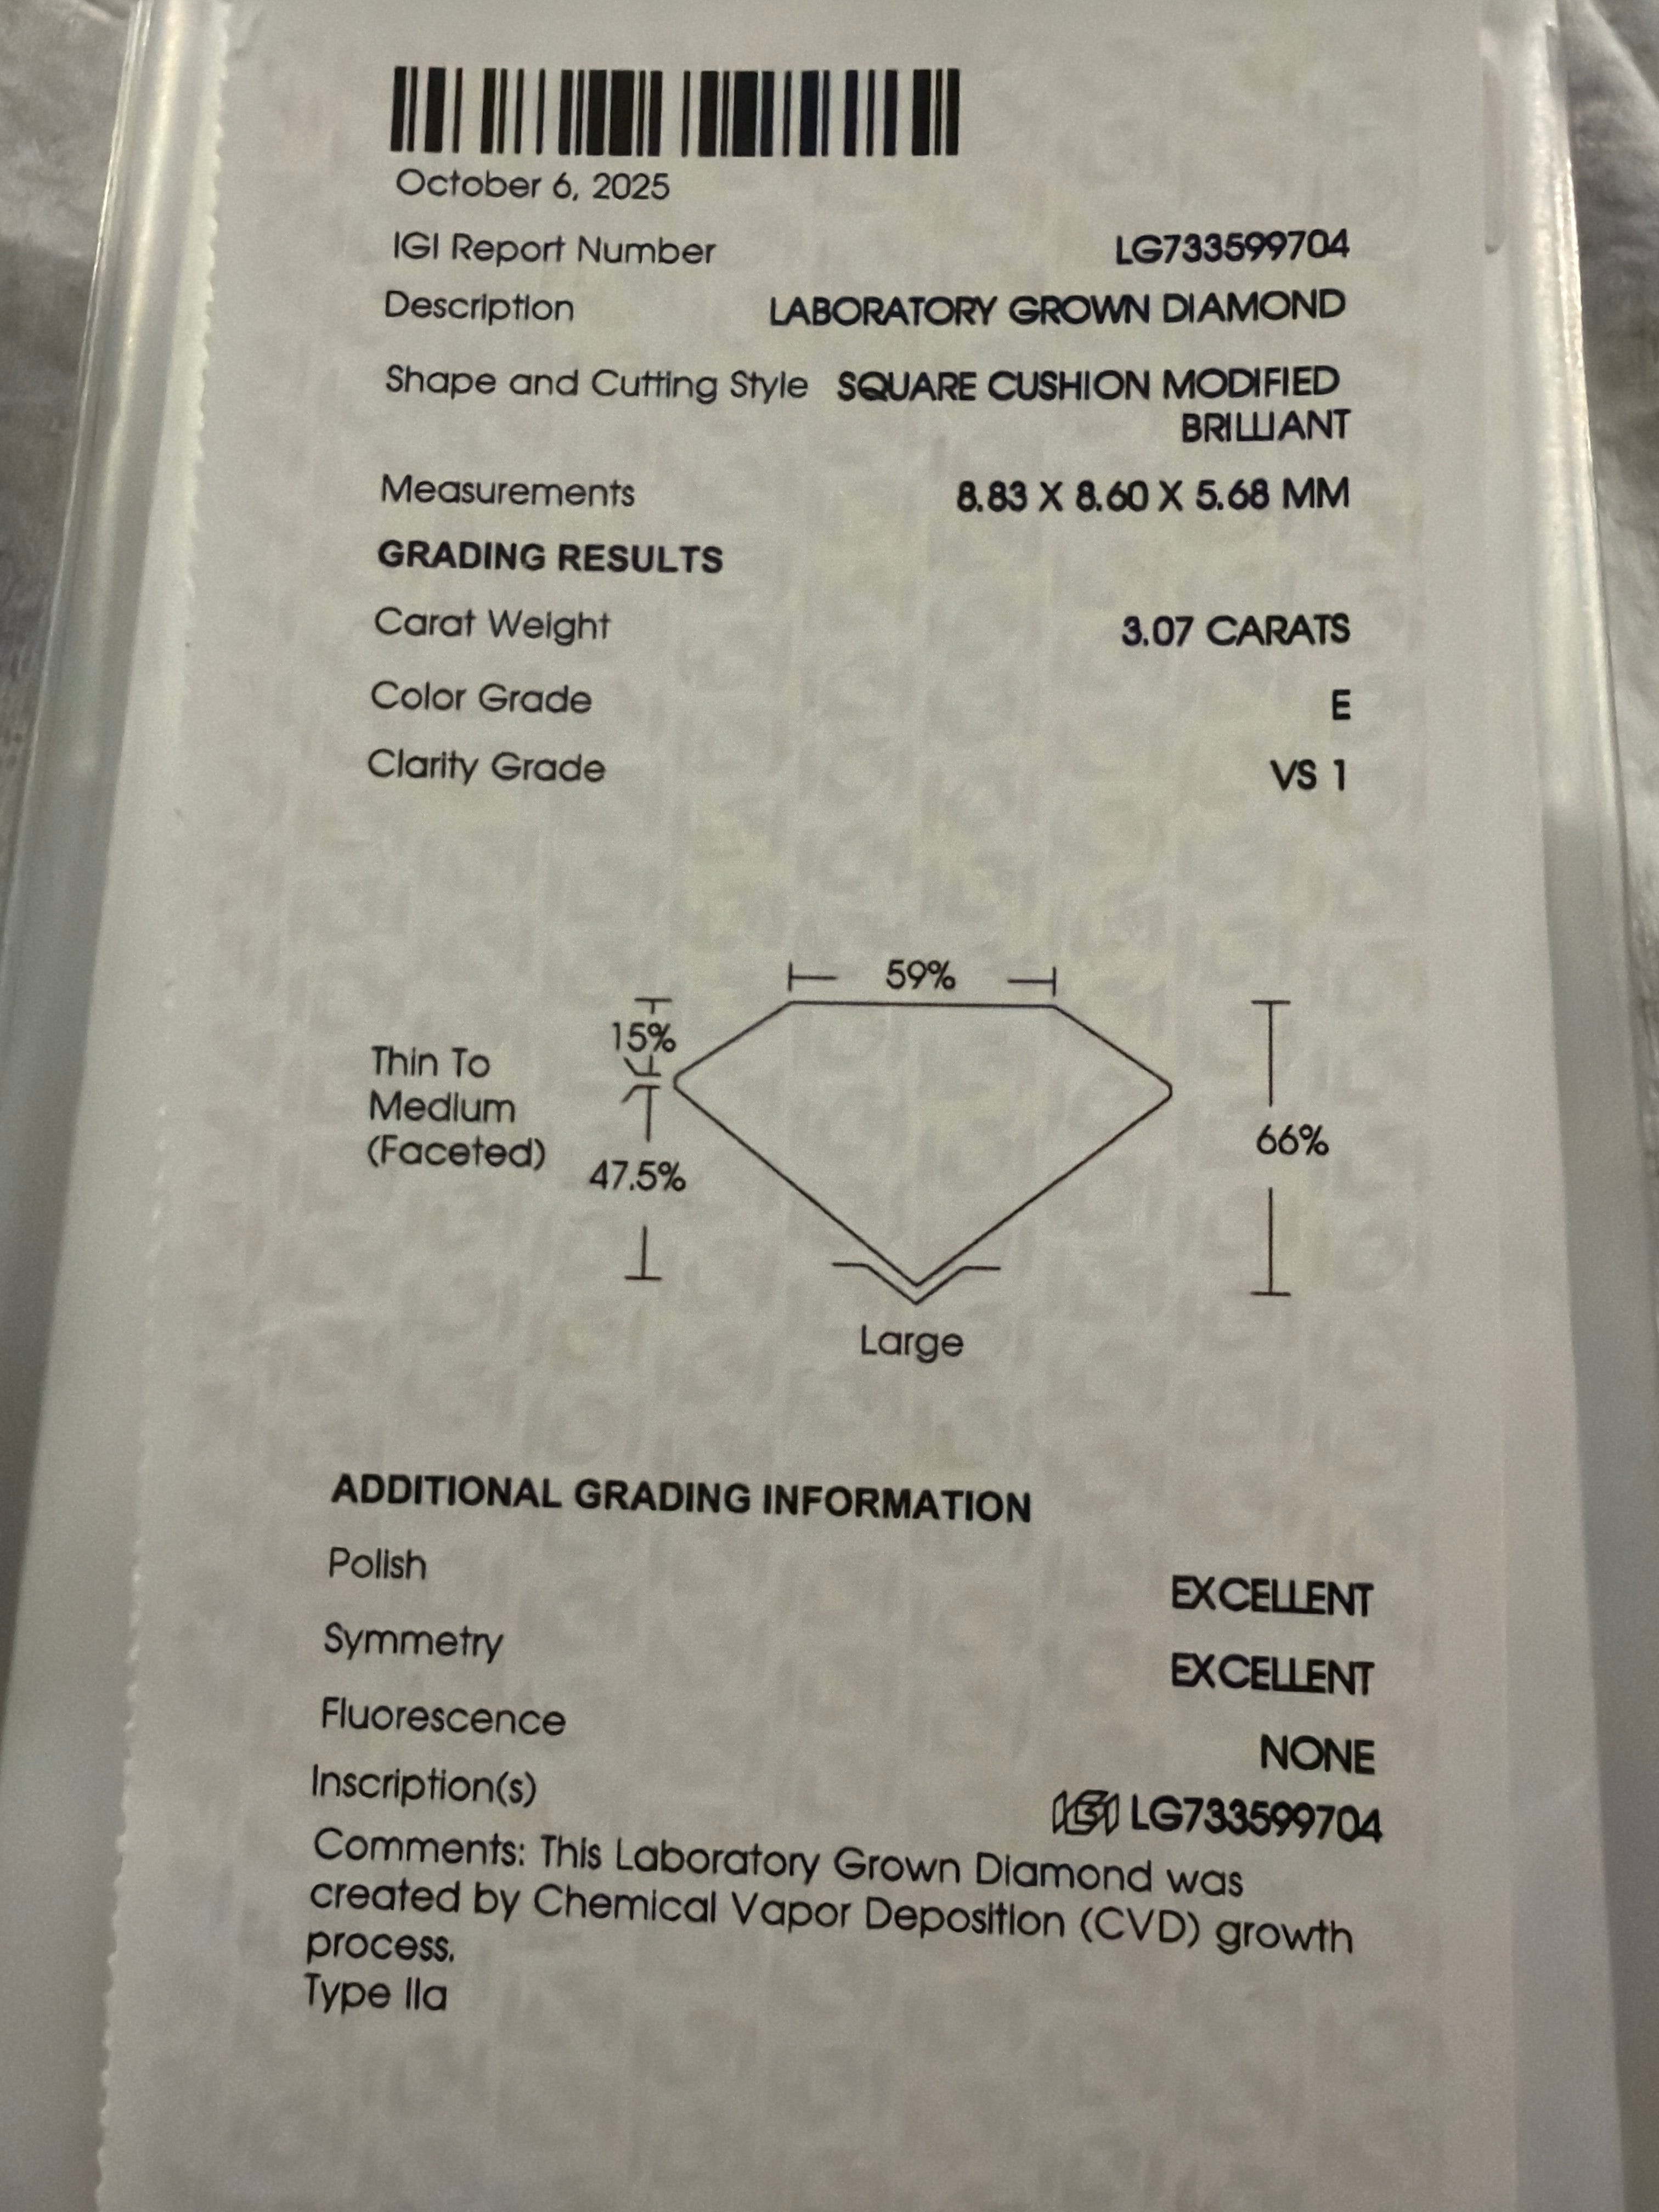 October 6, 2025
IGI Report Number LG733599704
Description LABORATORY GROWN DIAMOND
Shape and Cutting Style SQUARE CUSHION MODIFIED
BRILLIANT
Measurements 8.83 X 8.60 X 5.68 MM
GRADING RESULTS
Carat Weight 3.07 CARATS
Color Grade E
Clarity Grade VS 1
59%
15%
Thin To
Medium
(Faceted)
47.5%
66%
Large
ADDITIONAL GRADING INFORMATION
Polish EXCELLENT
Symmetry EXCELLENT
Fluorescence NONE
Inscription(s) IGI LG733599704
Comments: This Laboratory Grown Diamond was
created by Chemical Vapor Deposition (CVD) growth
process.
Type IIa